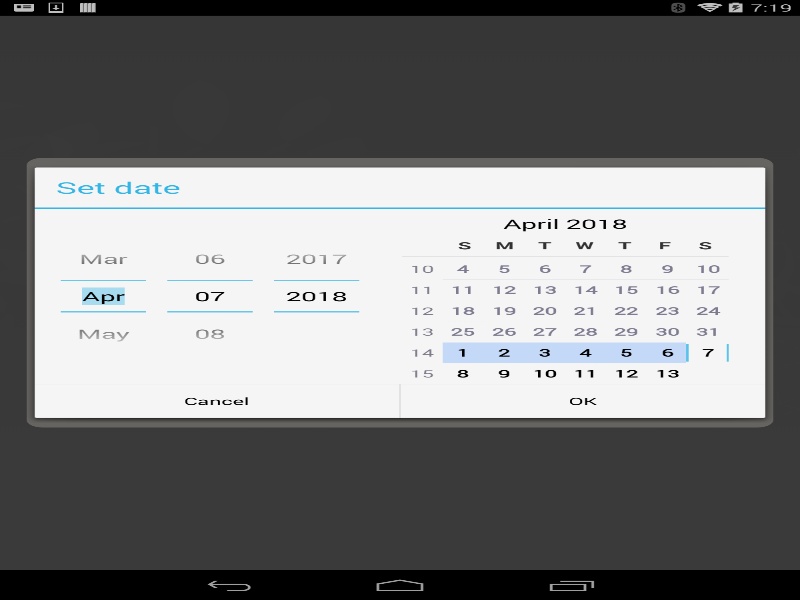 7:19
Set date
Mar 06 2017
Apr 07 2018
May 08
April 2018
S M T W T F S
10 4 5 6 7 8 9 10
11 11 12 13 14 15 16 17
12 18 19 20 21 22 23 24
13 25 26 27 28 29 30 31
14 1 2 3 4 5 6 7
15 8 9 10 11 12 13
Cancel OK